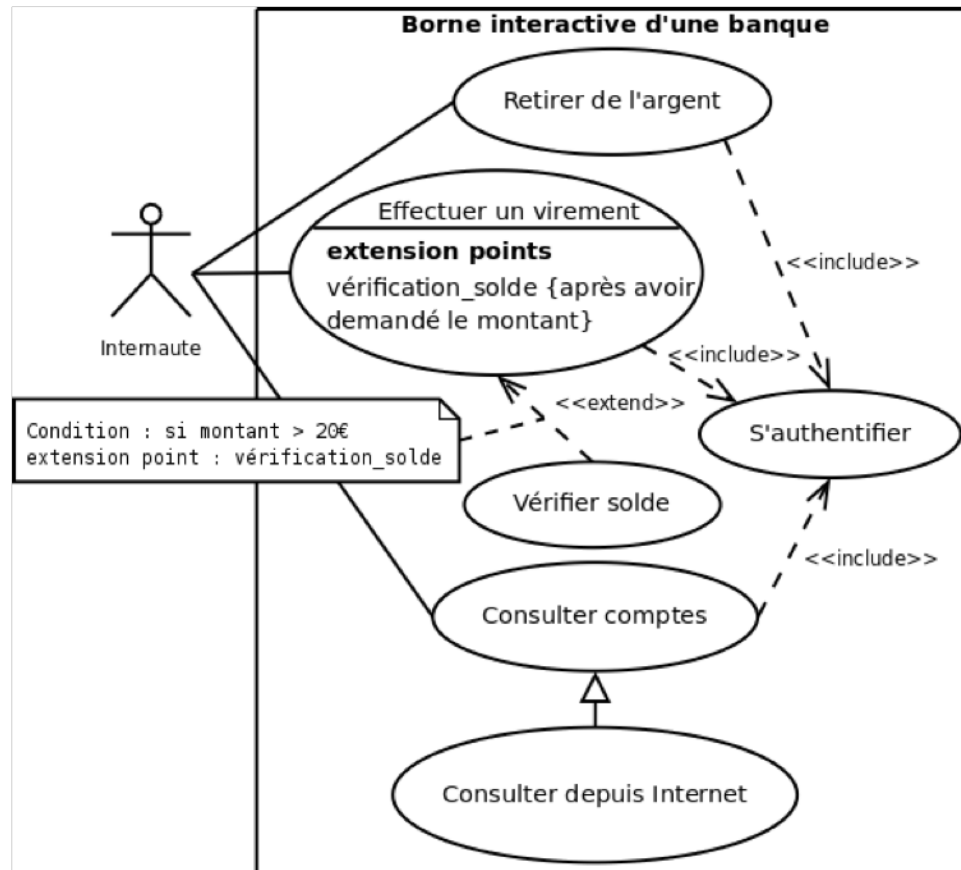 Borne interactive d'une banque
Retirer de l'argent
Effectuer un virement
extension points
vérification_solde {après avoir
demandé le montant}
<<include>>
Internaute
<<include>>
<<extend>>
Condition : si montant > 20€
extension point : vérification_solde
S'authentifier
Vérifier solde
<<include>>
Consulter comptes
Consulter depuis Internet